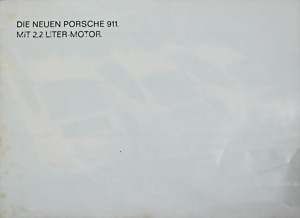 DIE NEUEN PORSCHE 911.
MIT 2,2 LITER-MOTOR.